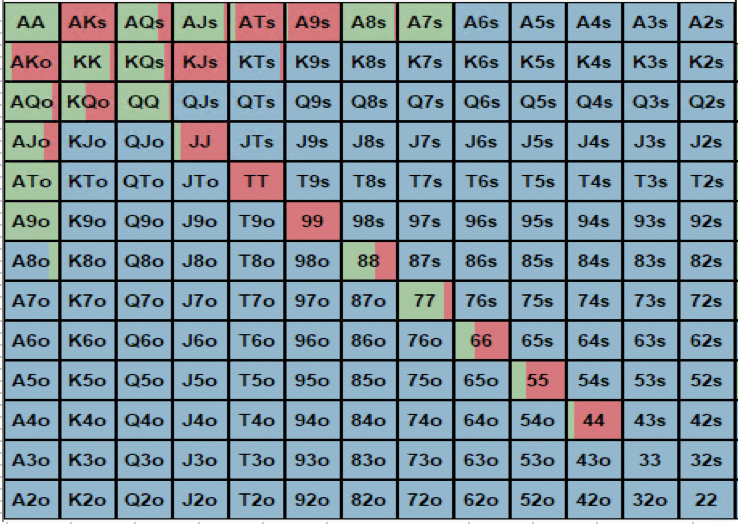 AA AKs AQs AJs ATs A9s A8s A7s A6s A5s A4s A3s A2s
AKo KK KQs KJs KTs K9s K8s K7s K6s K5s K4s K3s K2s
AQo KQo QQ QJs QTs Q9s Q8s Q7s Q6s Q5s Q4s Q3s Q2s
AJo KJo QJo JJ JTs J9s J8s J7s J6s J5s J4s J3s J2s
ATo KTo QTo JTo TT T9s T8s T7s T6s T5s T4s T3s T2s
A9o K9o Q9o J9o T9o 99 98s 97s 96s 95s 94s 93s 92s
A8o K8o Q8o J8o T8o 98o 88 87s 86s 85s 84s 83s 82s
A7o K7o Q7o J7o T7o 97o 87o 77 76s 75s 74s 73s 72s
A6o K6o Q6o J6o T6o 96o 86o 76o 66 65s 64s 63s 62s
A5o K5o Q5o J5o T5o 95o 85o 75o 65o 55 54s 53s 52s
A4o K4o Q4o J4o T4o 94o 84o 74o 64o 54o 44 43s 42s
A3o K3o Q3o J3o T3o 93o 83o 73o 63o 53o 43o 33 32s
A2o K2o Q2o J2o T2o 92o 82o 72o 62o 52o 42o 32o 22